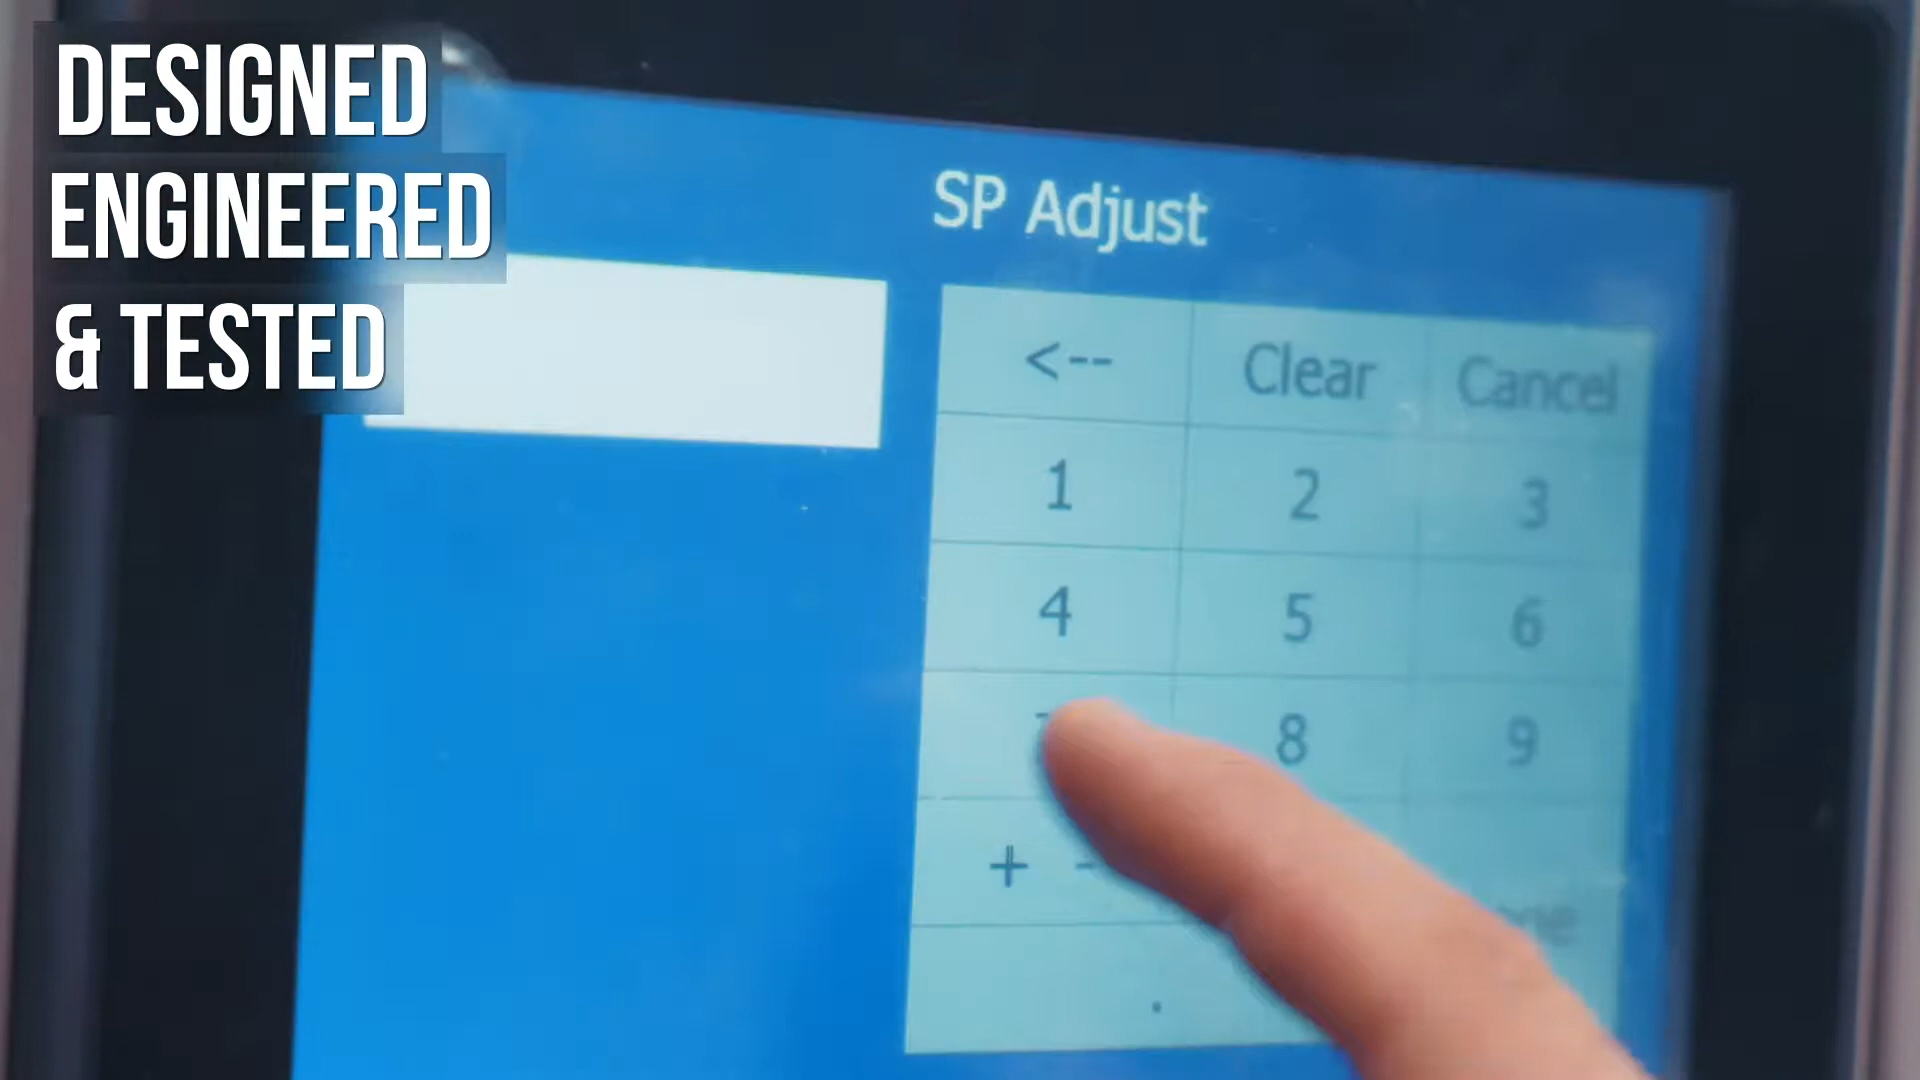 DESIGNED
ENGINEERED
& TESTED
SP Adjust
<-- Clear Cancel
1 2 3
4 5 6
8 9
+ -
.